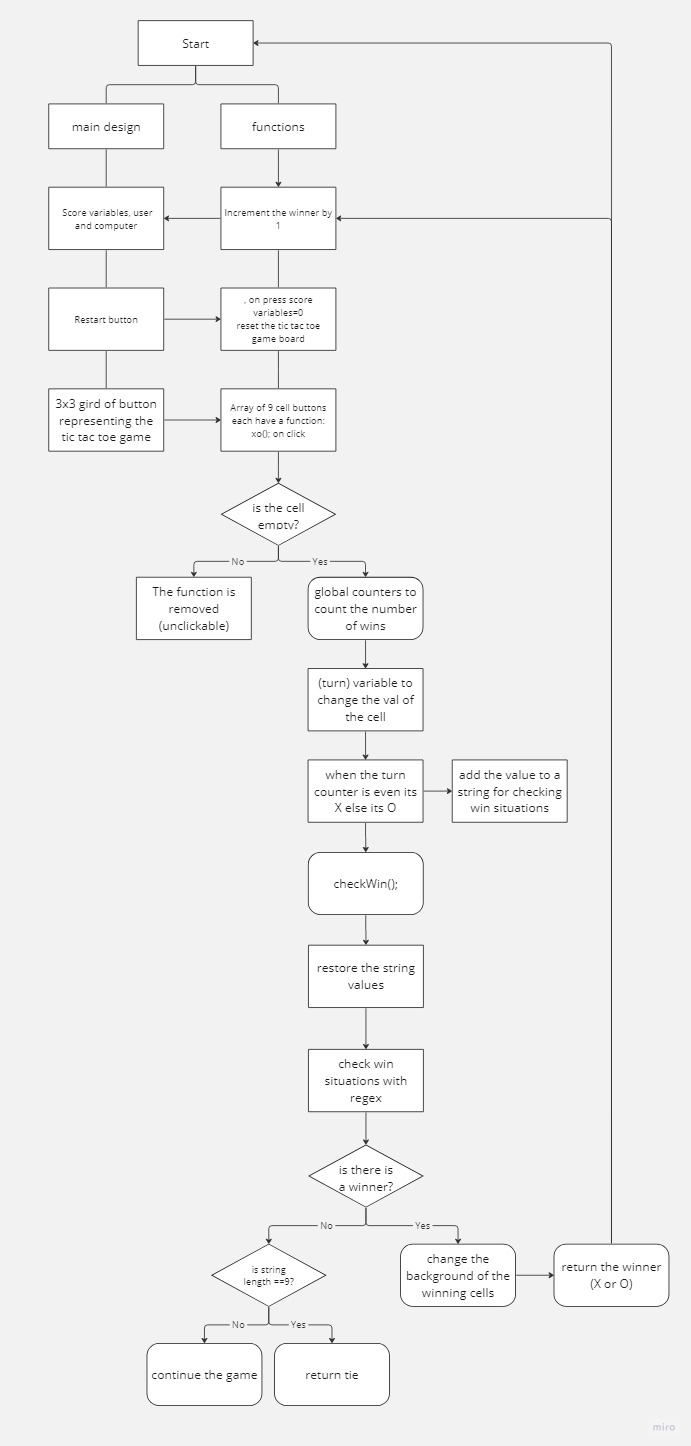 Start
main design
functions
Score variables, user
and computer
Increment the winner by
1
Restart button
, on press score
variables=0
reset the tic tac toe
game board
3x3 gird of button
representing the
tic tac toe game
Array of 9 cell buttons
each have a function:
xo(); on click
is the cell
empty?
No
Yes
The function is
removed
(unclickable)
global counters to
count the number
of wins
(turn) variable to
change the val of
the cell
when the turn
counter is even its
X else its O
add the value to a
string for checking
win situations
checkWin();
restore the string
values
check win
situations with
regex
is there is
a winner?
No
Yes
is string
length ==9?
change the
background of the
winning cells
return the winner
(X or O)
No
Yes
continue the game
return tie
miro